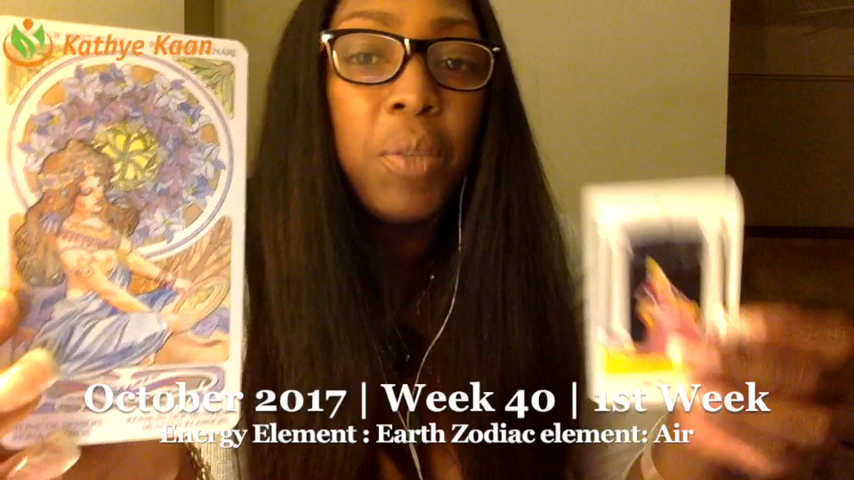 Kathye Kaan
October 2017 | Week 40 | 1st Week
Energy Element : Earth Zodiac element: Air